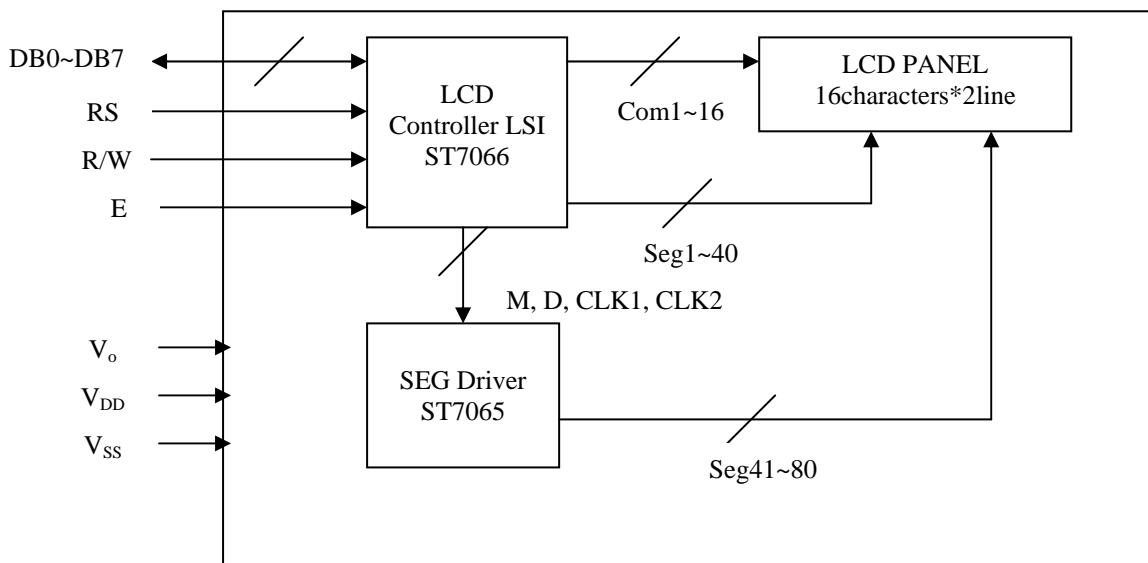 DB0~DB7
RS
R/W
E
LCD
Controller LSI
ST7066
Com1~16
LCD PANEL
16characters*2line
Seg1~40
M, D, CLK1, CLK2
Vo
VDD
VSS
SEG Driver
ST7065
Seg41~80